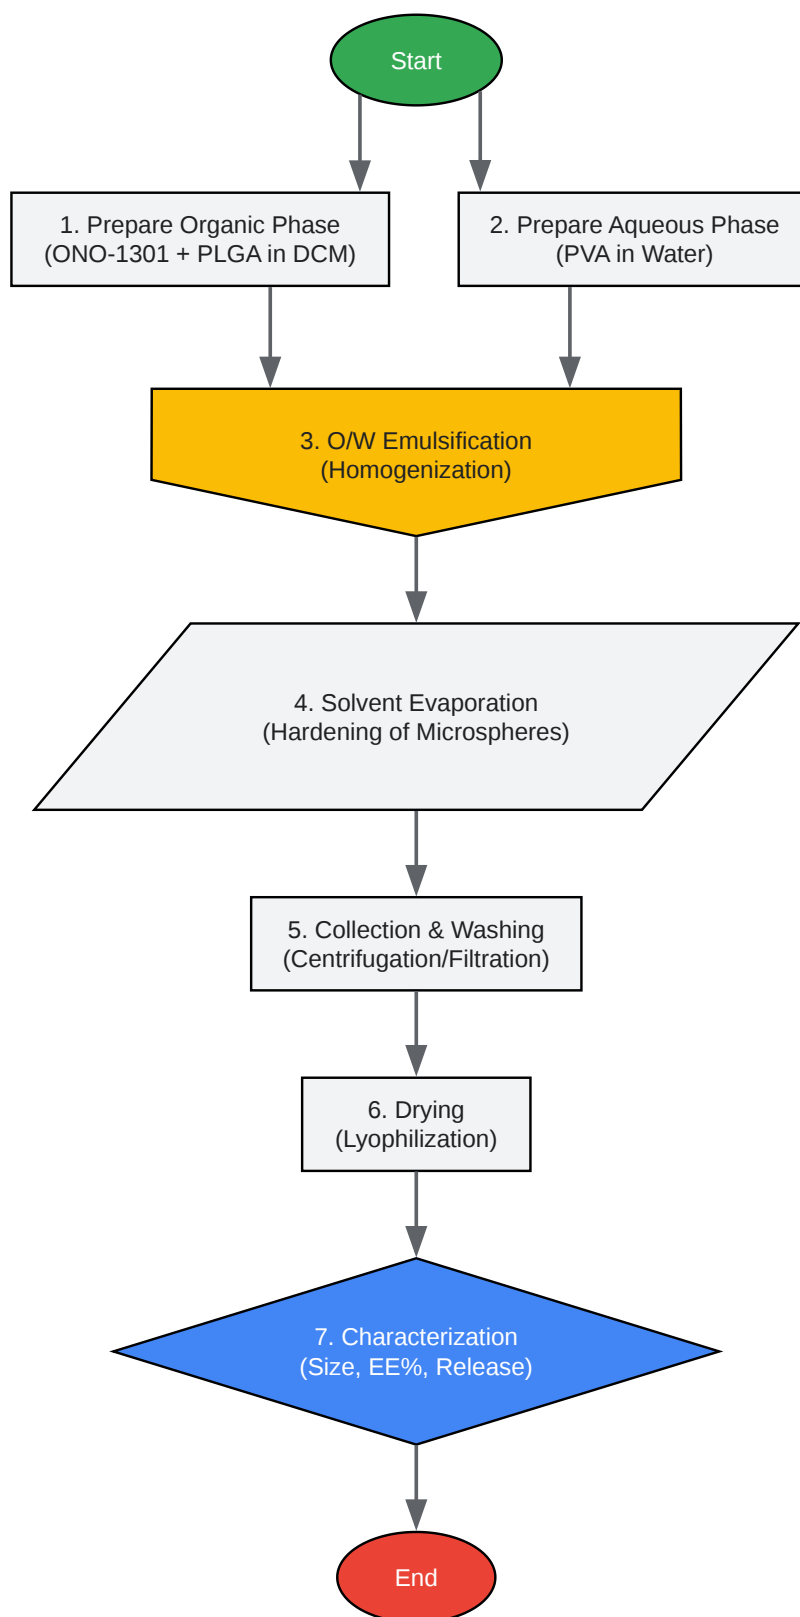 Start
1. Prepare Organic Phase
(ONO-1301 + PLGA in DCM)
2. Prepare Aqueous Phase
(PVA in Water)
3. O/W Emulsification
(Homogenization)
4. Solvent Evaporation
(Hardening of Microspheres)
5. Collection & Washing
(Centrifugation/Filtration)
6. Drying
(Lyophilization)
7. Characterization
(Size, EE%, Release)
End